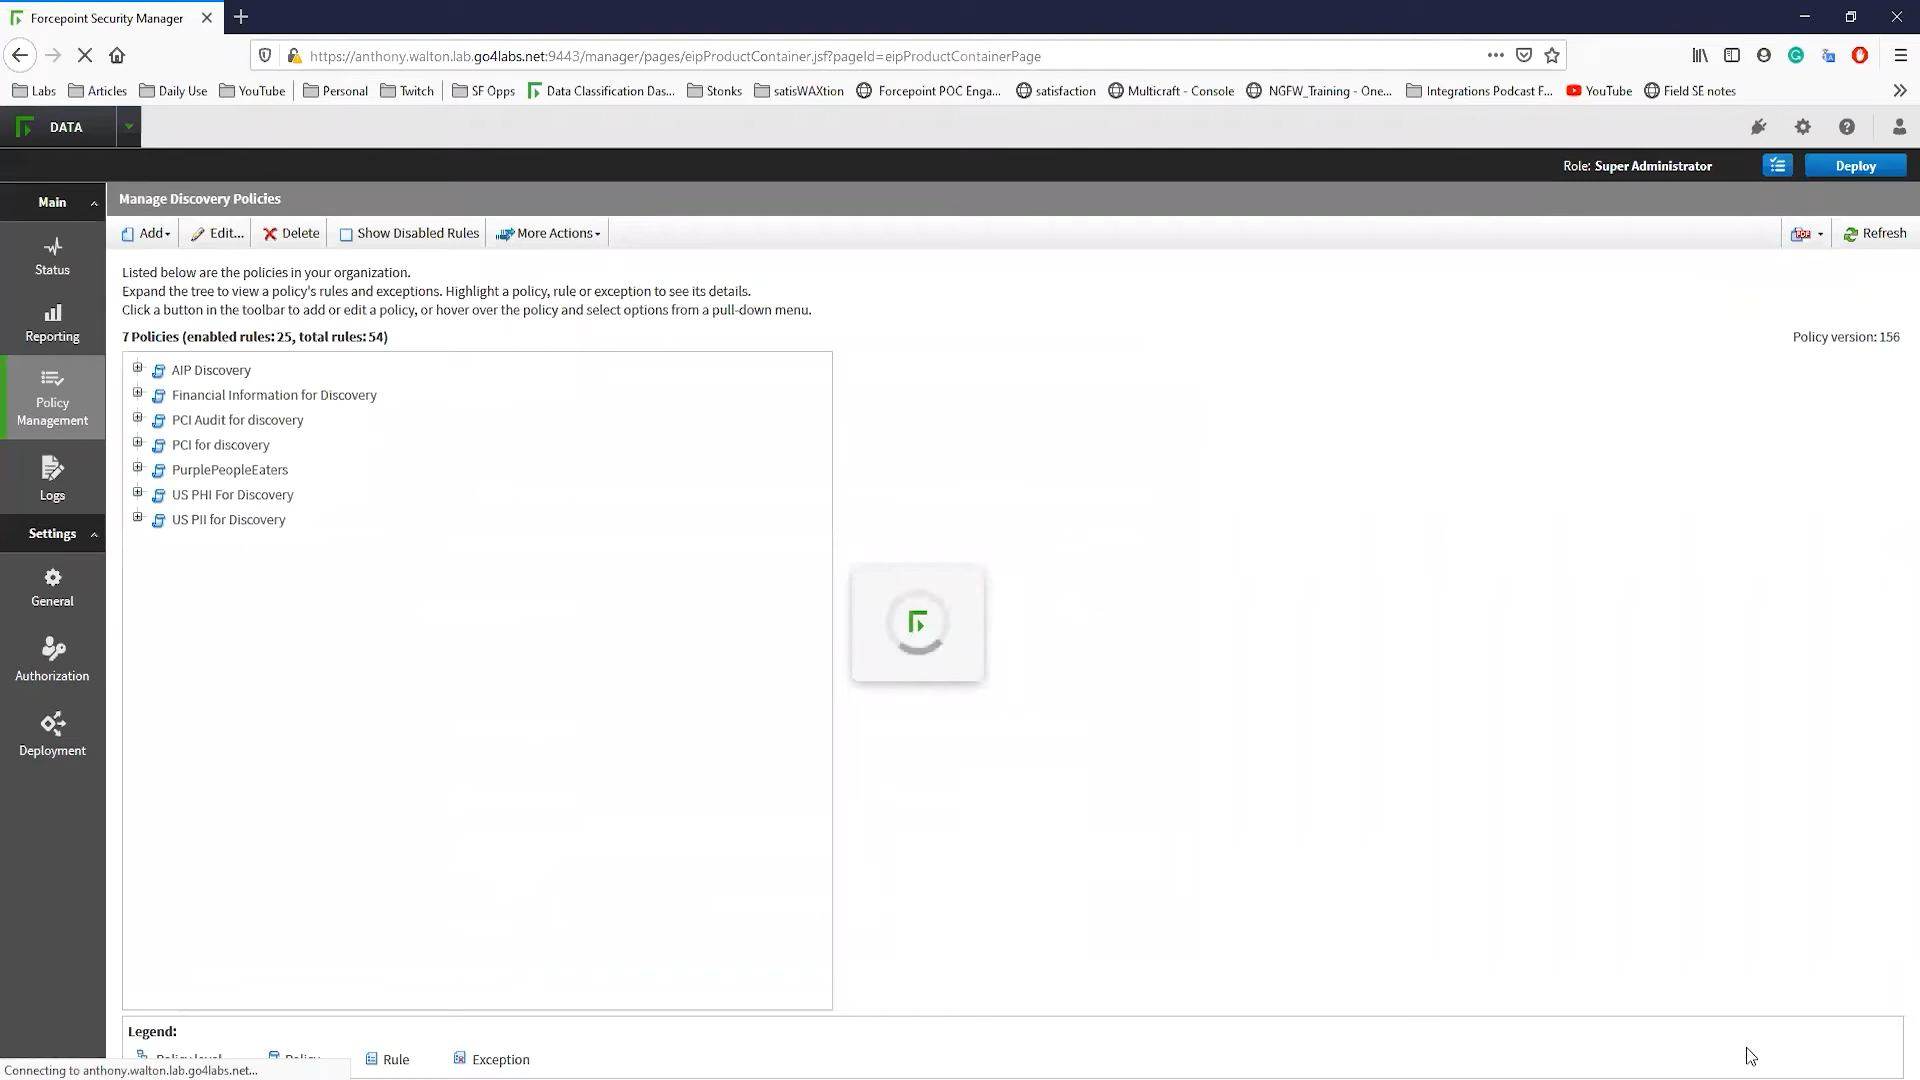 Forcepoint Security Manager
https://anthony.walton.lab.go4labs.net:9443/manager/pages/eipProductContainer.jsf?pageId=eipProductContainerPage
Labs Articles Daily Use YouTube Personal Twitch SF Opps Data Classification Das... Stonks satisWAXtion Forcepoint POC Enga... satisfaction Multicraft - Console NGFW_Training - One... Integrations Podcast F... YouTube Field SE notes
DATA
Role: Super Administrator Deploy
Main
Manage Discovery Policies
Add Edit... Delete Show Disabled Rules More Actions PDF Refresh
Status
Reporting
Policy
Management
Logs
Settings
General
Authorization
Deployment
Listed below are the policies in your organization.
Expand the tree to view a policy's rules and exceptions. Highlight a policy, rule or exception to see its details.
Click a button in the toolbar to add or edit a policy, or hover over the policy and select options from a pull-down menu.
7 Policies (enabled rules: 25, total rules: 54) Policy version: 156
AIP Discovery
Financial Information for Discovery
PCI Audit for discovery
PCI for discovery
PurplePeopleEaters
US PHI For Discovery
US PII for Discovery
Legend:
Policy level Policy Rule Exception
Connecting to anthony.walton.lab.go4labs.net...